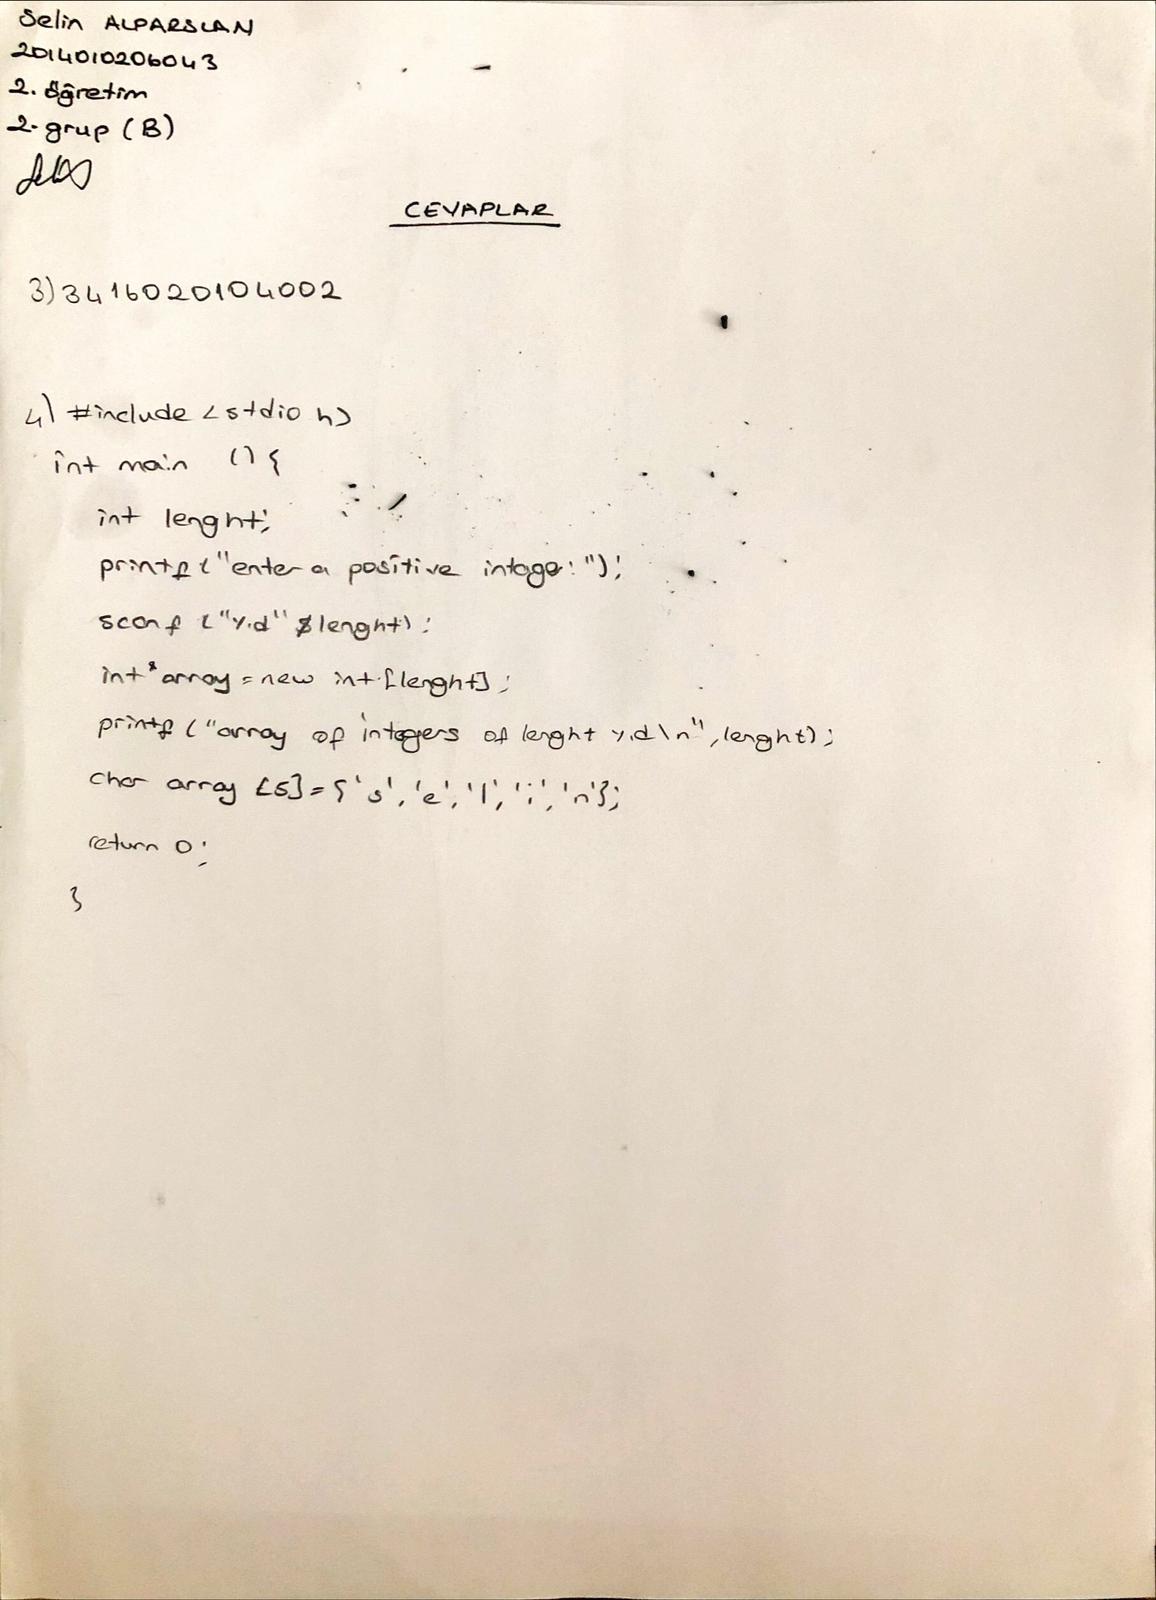 Selin ALPARSLAN
2014010206043
2. öğretim
2. grup (B)
CEVAPLAR
3) 3416020104002
4) #include <stdio h>
int main () {
int lenght;
printf ("enter a positive intege: ");
scanf ("%d" &lenght);
int *array = new int [lenght];
printf ("array of integers of lenght %d\n", lenght);
char array [5] = {'s', 'e', 'l', 'i', 'n'};
return 0;
}